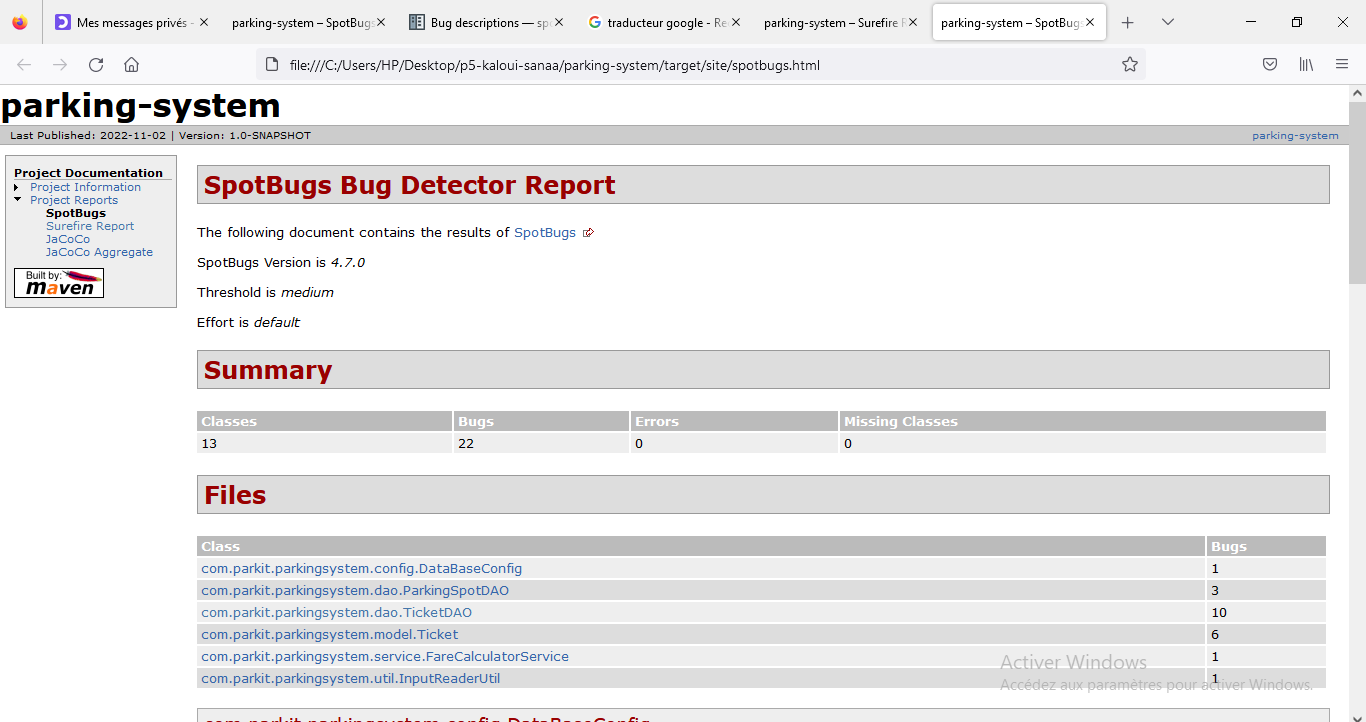 Mes messages privés -
parking-system – SpotBugs
Bug descriptions — spo
traducteur google - Re
parking-system – Surefire R
parking-system – SpotBugs
file:///C:/Users/HP/Desktop/p5-kaloui-sanaa/parking-system/target/site/spotbugs.html
parking-system
Last Published: 2022-11-02 | Version: 1.0-SNAPSHOT
parking-system
Project Documentation
Project Information
Project Reports
SpotBugs
Surefire Report
JaCoCo
JaCoCo Aggregate
Built by:
maven
SpotBugs Bug Detector Report
The following document contains the results of SpotBugs
SpotBugs Version is 4.7.0
Threshold is medium
Effort is default
Summary
Classes Bugs Errors Missing Classes
13 22 0 0
Files
Class Bugs
com.parkit.parkingsystem.config.DataBaseConfig 1
com.parkit.parkingsystem.dao.ParkingSpotDAO 3
com.parkit.parkingsystem.dao.TicketDAO 10
com.parkit.parkingsystem.model.Ticket 6
com.parkit.parkingsystem.service.FareCalculatorService 1
com.parkit.parkingsystem.util.InputReaderUtil 1
Activer Windows
Accédez aux paramètres pour activer Windows.
com.parkit.parkingsystem.config.DataBaseConfig